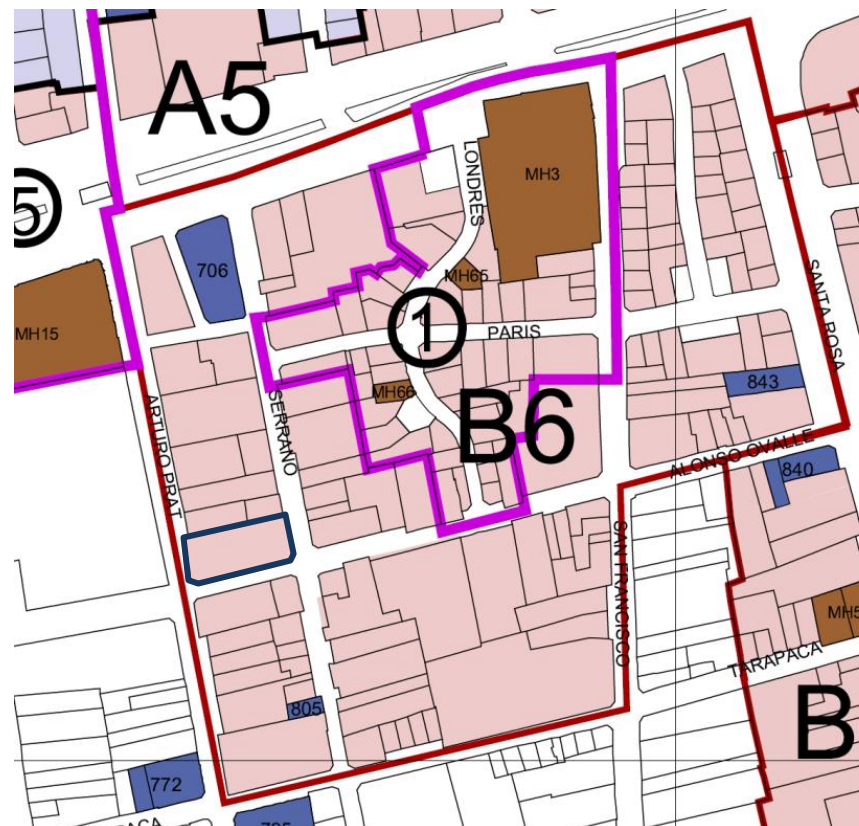 A5
5
LONDRES
MH3
706
MH65
SANTA ROSA
MH15
1
PARIS
MH66
843
ARTURO PRAT
SERRANO
B6
ALONSO OVALLE
840
SAN FRANCISCO
MH5
TARAPACA
805
B
772